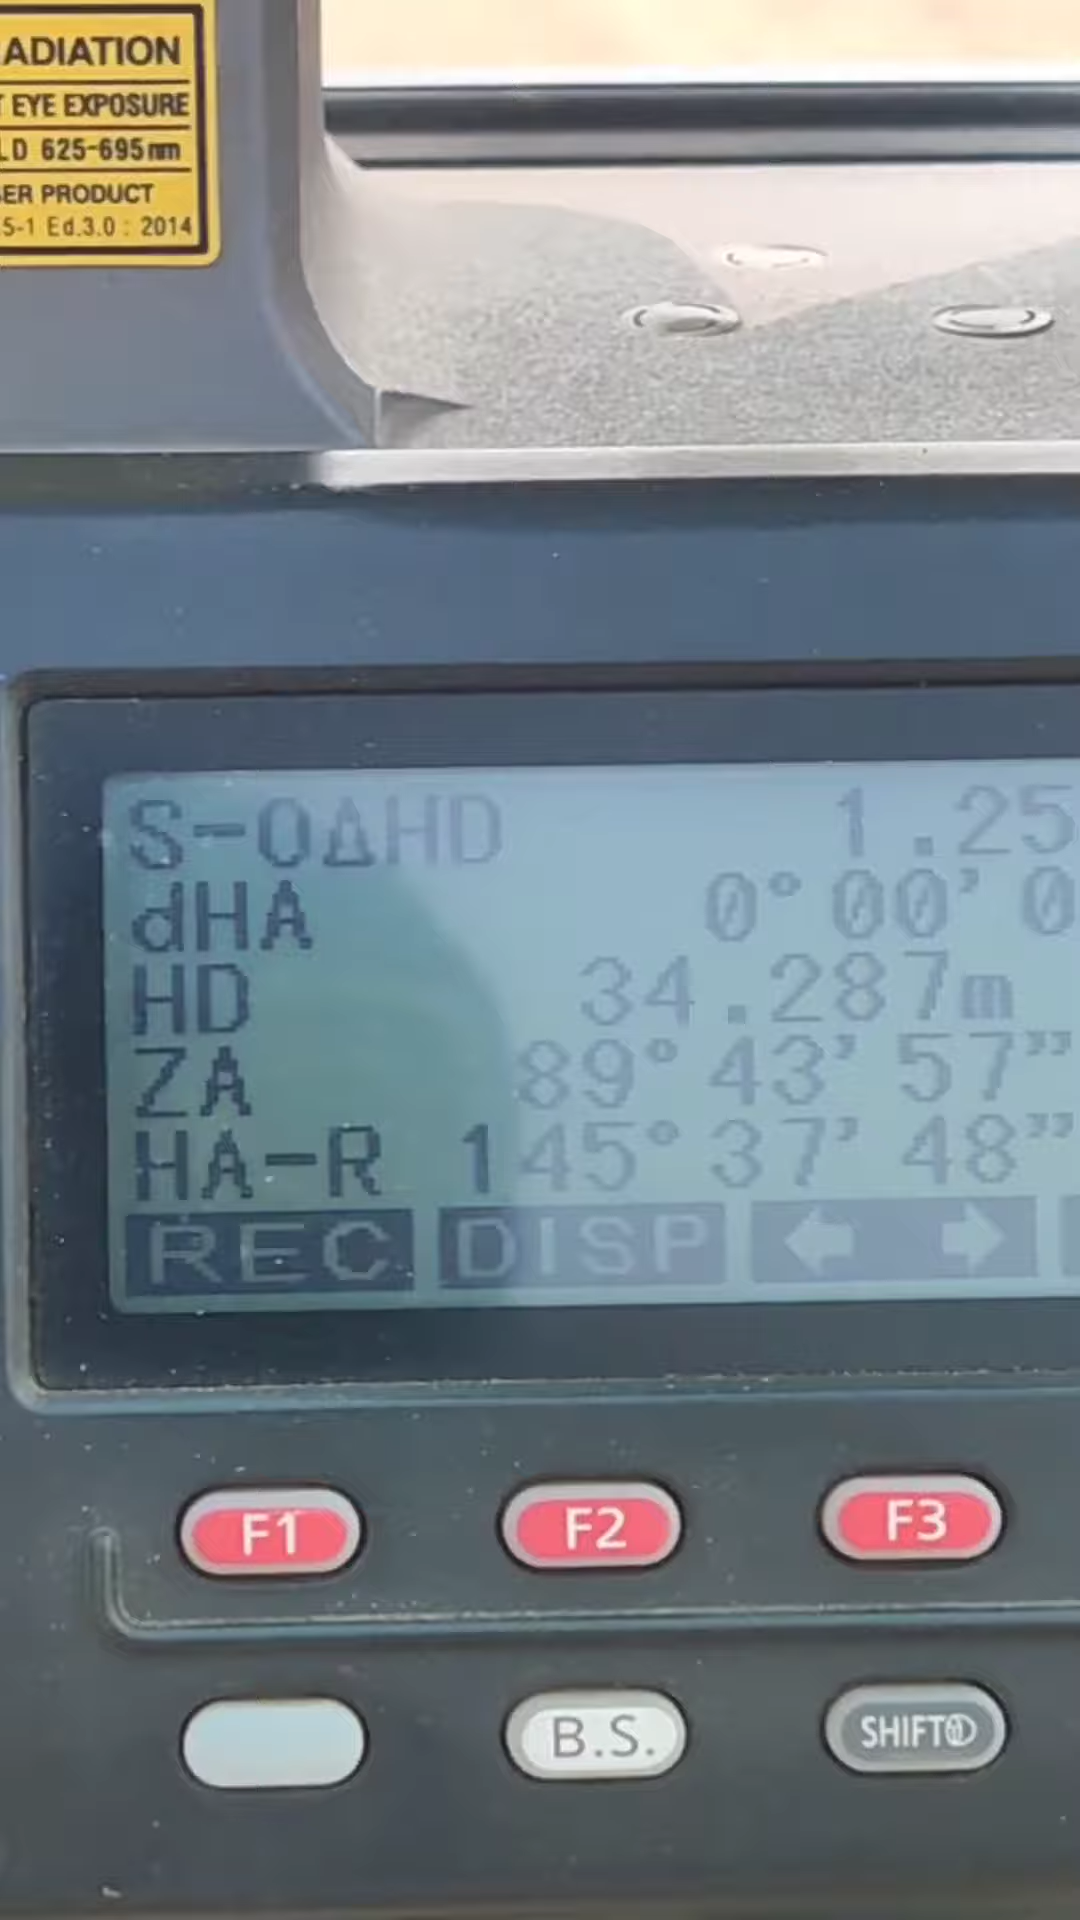 ADIATION
T EYE EXPOSURE
LD 625-695nm
SER PRODUCT
5-1 Ed.3.0 : 2014
S-OΔHD 1.25
dHA 0° 00' 0
HD 34.287m
ZA 89° 43' 57"
HA-R 145° 37' 48"
REC DISP ← →
F1 F2 F3
B.S. SHIFT